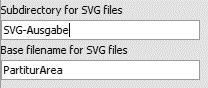 Subdirectory for SVG files
SVG-Ausgabe
Base filename for SVG files
PartiturArea